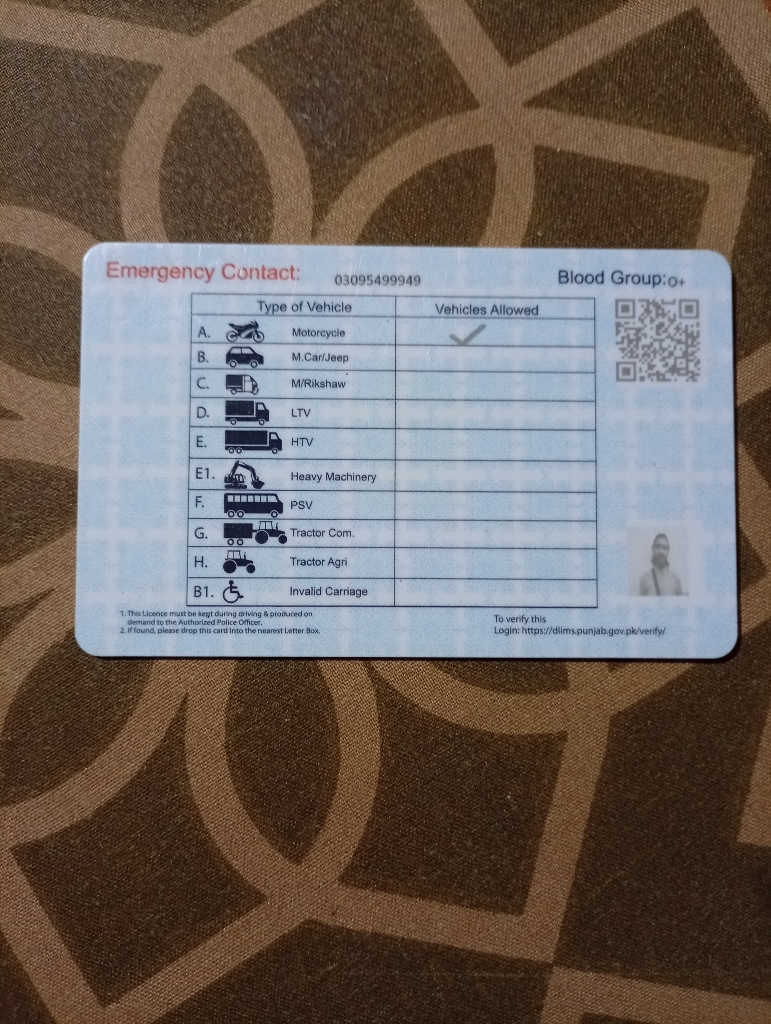 Emergency Contact: 03095499949 Blood Group: O+
Type of Vehicle Vehicles Allowed
A. Motorcycle ✓
B. M.Car/Jeep
C. M/Rikshaw
D. LTV
E. HTV
E1. Heavy Machinery
F. PSV
G. Tractor Com.
H. Tractor Agri
B1. Invalid Carriage
1. This Licence must be kept during driving & produced on
demand to the Authorized Police Officer.
2. If found, please drop this card into the nearest Letter Box.
To verify this
Login: https://dlims.punjab.gov.pk/verify/